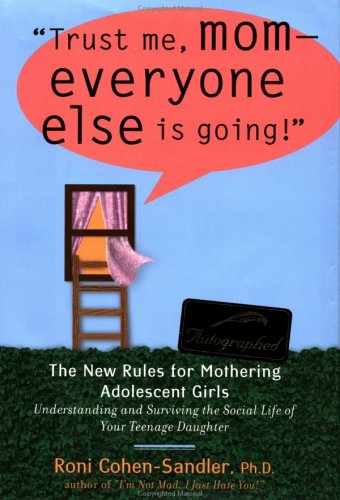 "Trust me, mom–
everyone
else is going!"
Autographed
The New Rules for Mothering
Adolescent Girls
Understanding and Surviving the Social Life of
Your Teenage Daughter
Roni Cohen-Sandler, Ph.D.
author of "I'm Not Mad, I Just Hate You!"